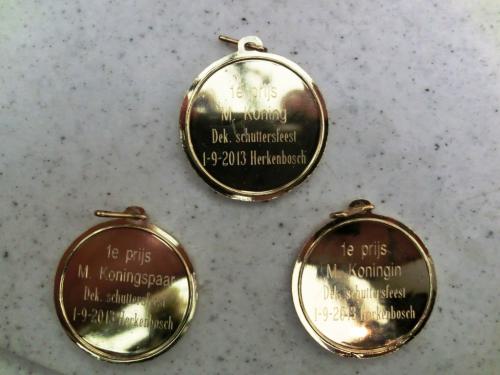 1e prijs
M. Koning
Dek. schuttersfeest
1-9-2013 Herkenbosch
1e prijs
M. Koningspaar
Dek. schuttersfeest
1-9-2013 Herkenbosch
1e prijs
M. Koningin
Dek. schuttersfeest
1-9-2013 Herkenbosch